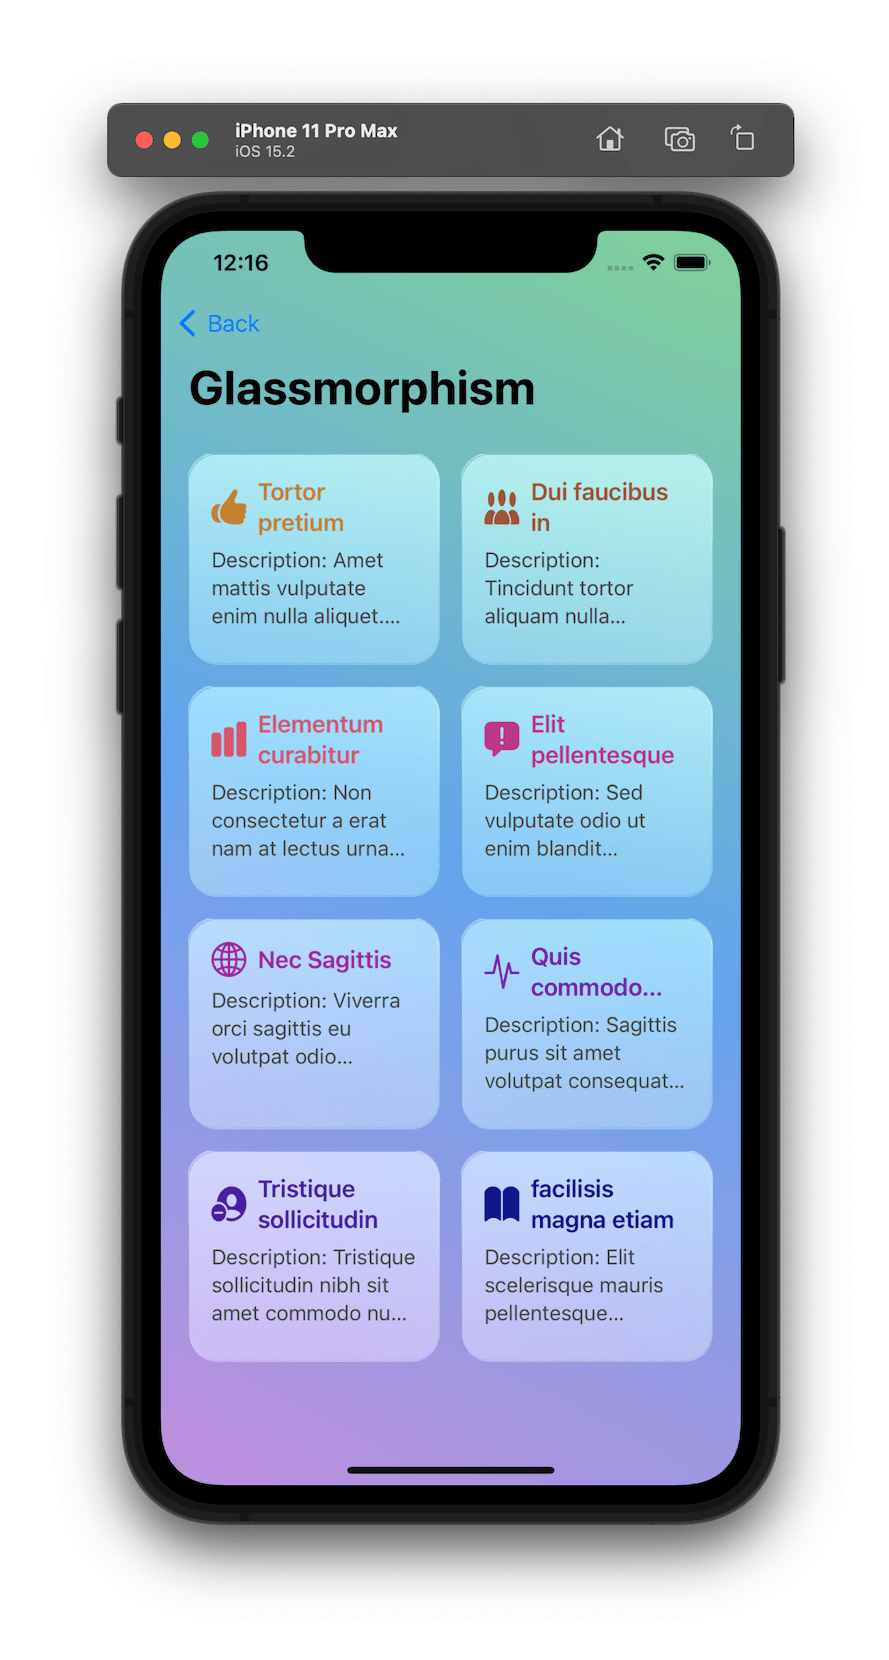 iPhone 11 Pro Max
iOS 15.2
12:16
Back
Glassmorphism
Tortor
pretium
Description: Amet
mattis vulputate
enim nulla aliquet....
Dui faucibus
in
Description:
Tincidunt tortor
aliquam nulla...
Elementum
curabitur
Description: Non
consectetur a erat
nam at lectus urna...
Elit
pellentesque
Description: Sed
vulputate odio ut
enim blandit...
Nec Sagittis
Description: Viverra
orci sagittis eu
volutpat odio...
Quis
commodo...
Description: Sagittis
purus sit amet
volutpat consequat...
Tristique
sollicitudin
Description: Tristique
sollicitudin nibh sit
amet commodo nu...
facilisis
magna etiam
Description: Elit
scelerisque mauris
pellentesque...